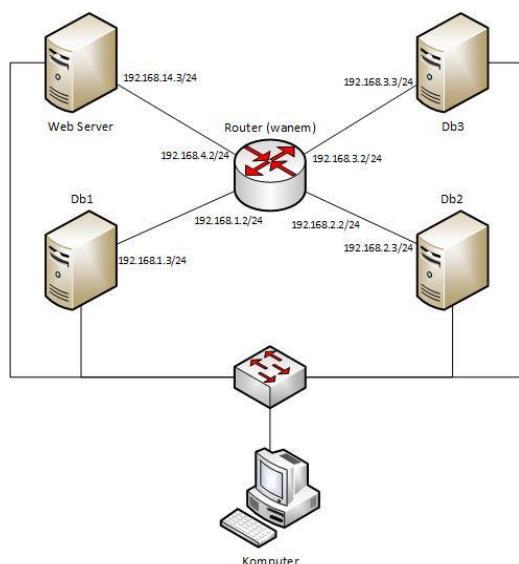 192.168.14.3/24
192.168.3.3/24
Web Server
Router (wanem)
Db3
192.168.4.2/24
192.168.3.2/24
Db1
Db2
192.168.1.2/24
192.168.2.2/24
192.168.1.3/24
192.168.2.3/24
Komputer